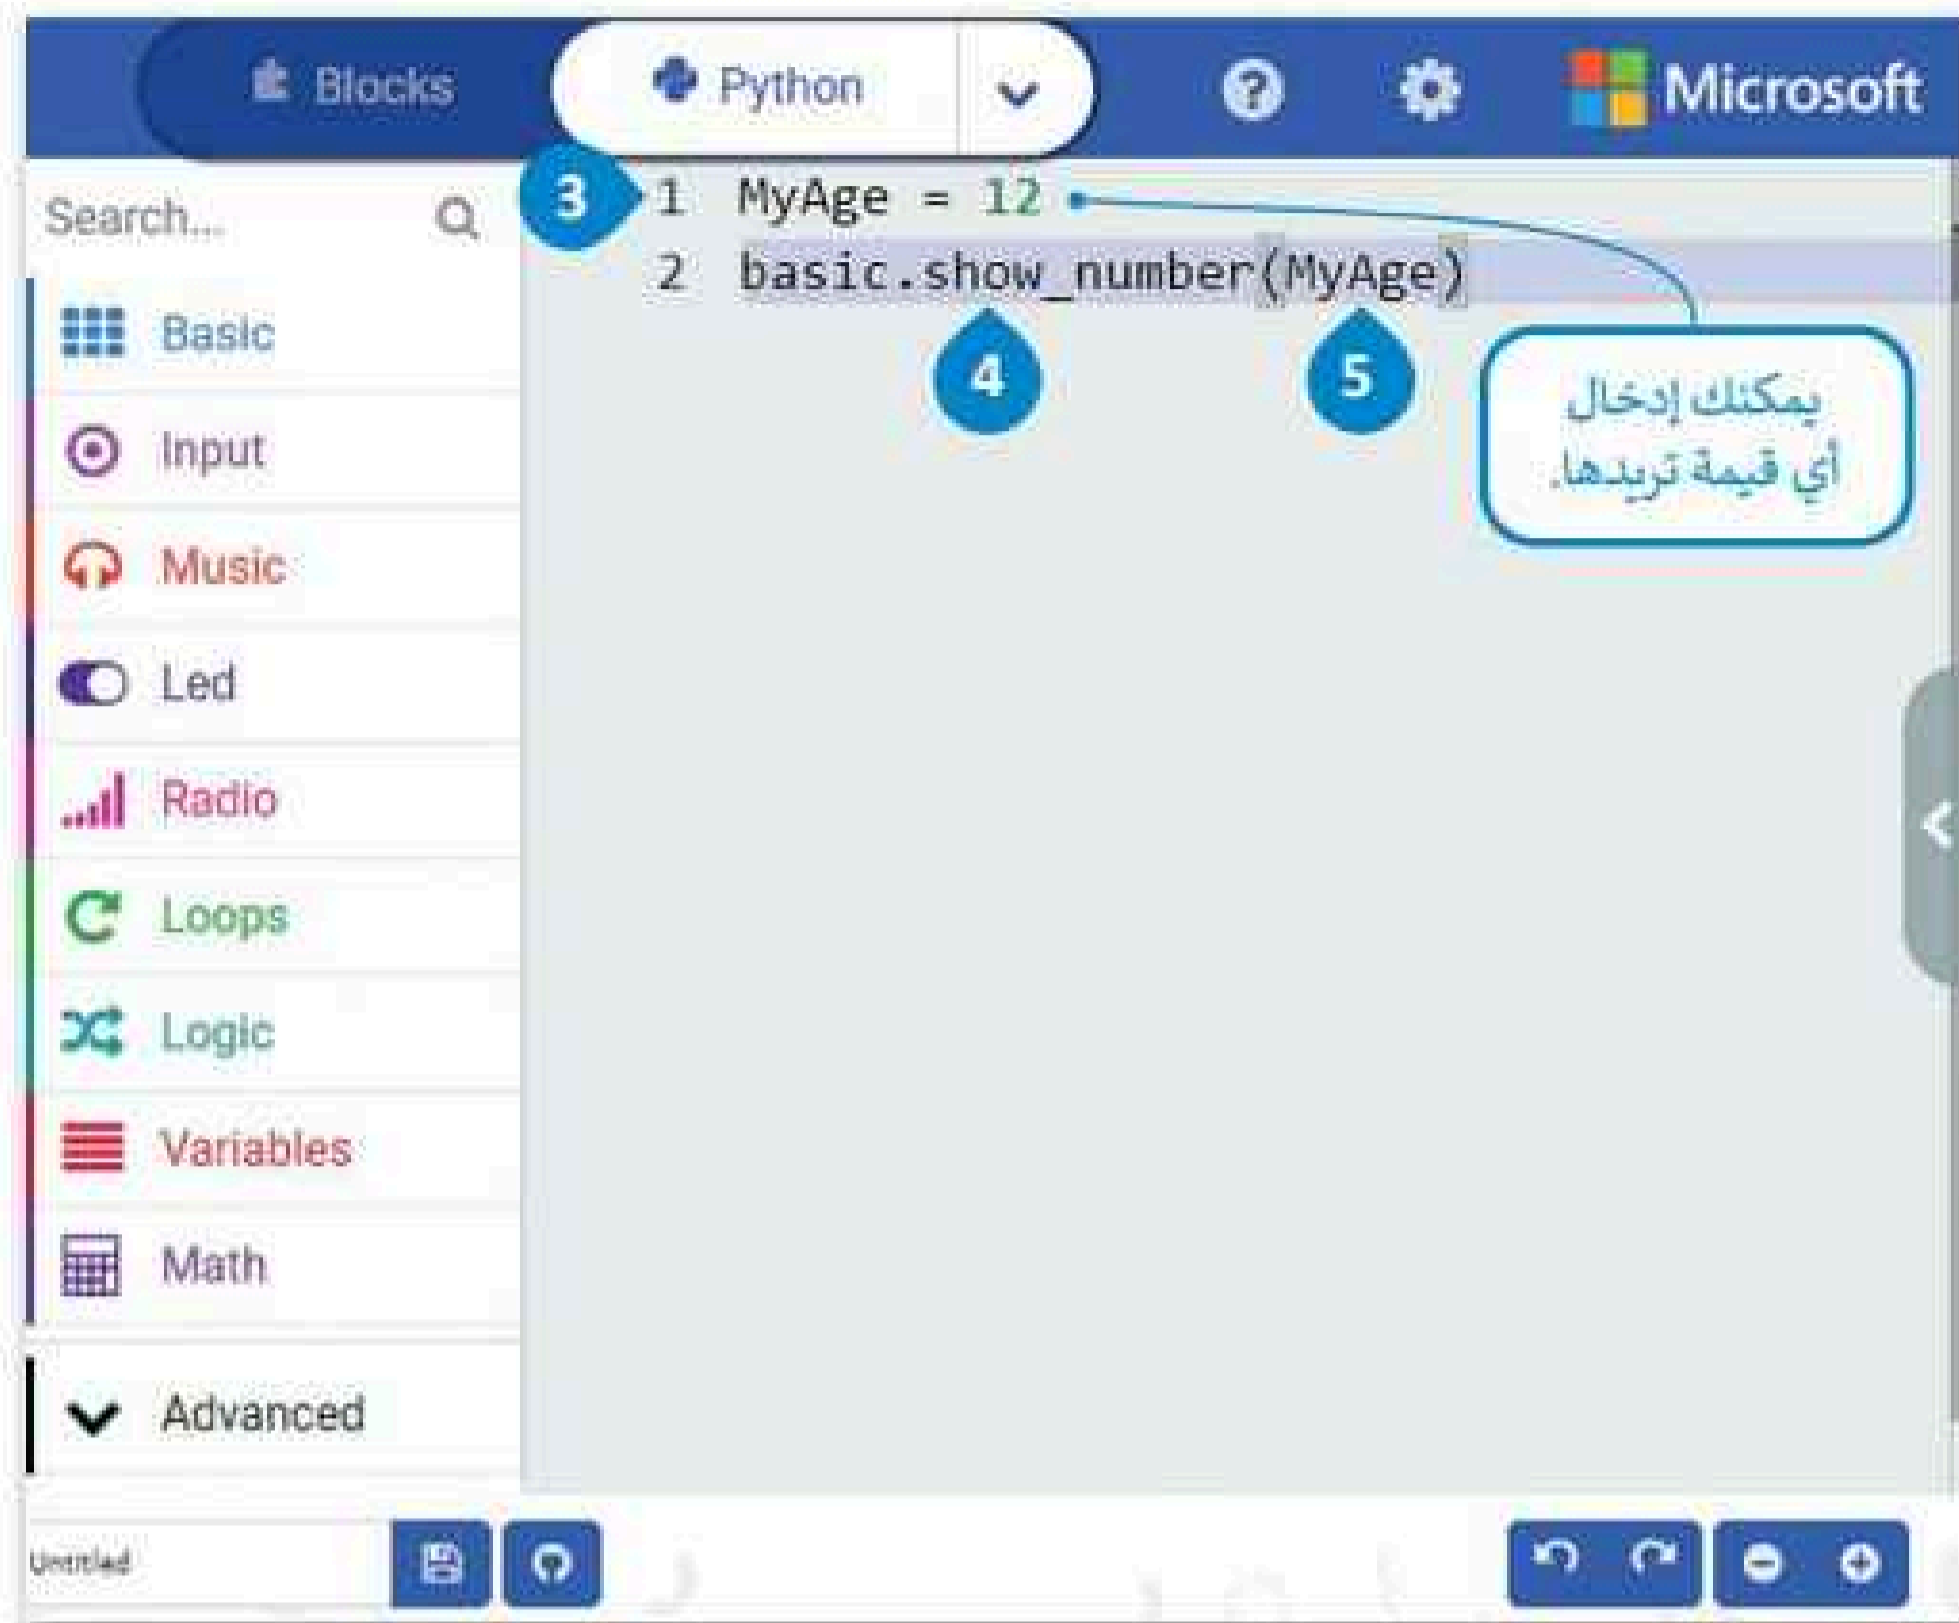 Blocks
Python
Microsoft
Search...
3
1 MyAge = 12
2 basic.show_number(MyAge)
4
5
يمكنك إدخال
أي قيمة تريدها.
Basic
Input
Music
Led
Radio
Loops
Logic
Variables
Math
Advanced
Untitled